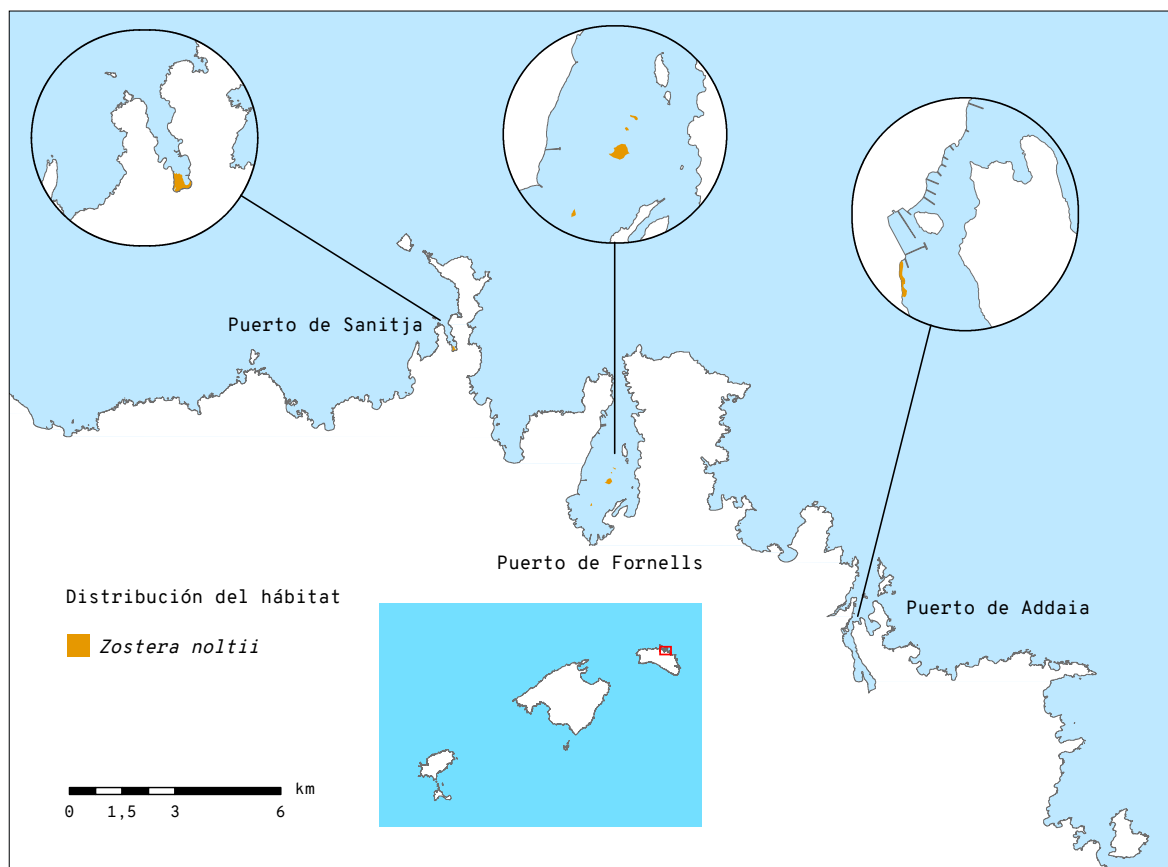 Puerto de Sanitja
Puerto de Fornells
Puerto de Addaia
Distribución del hábitat
Zostera noltii
km
0 1,5 3 6